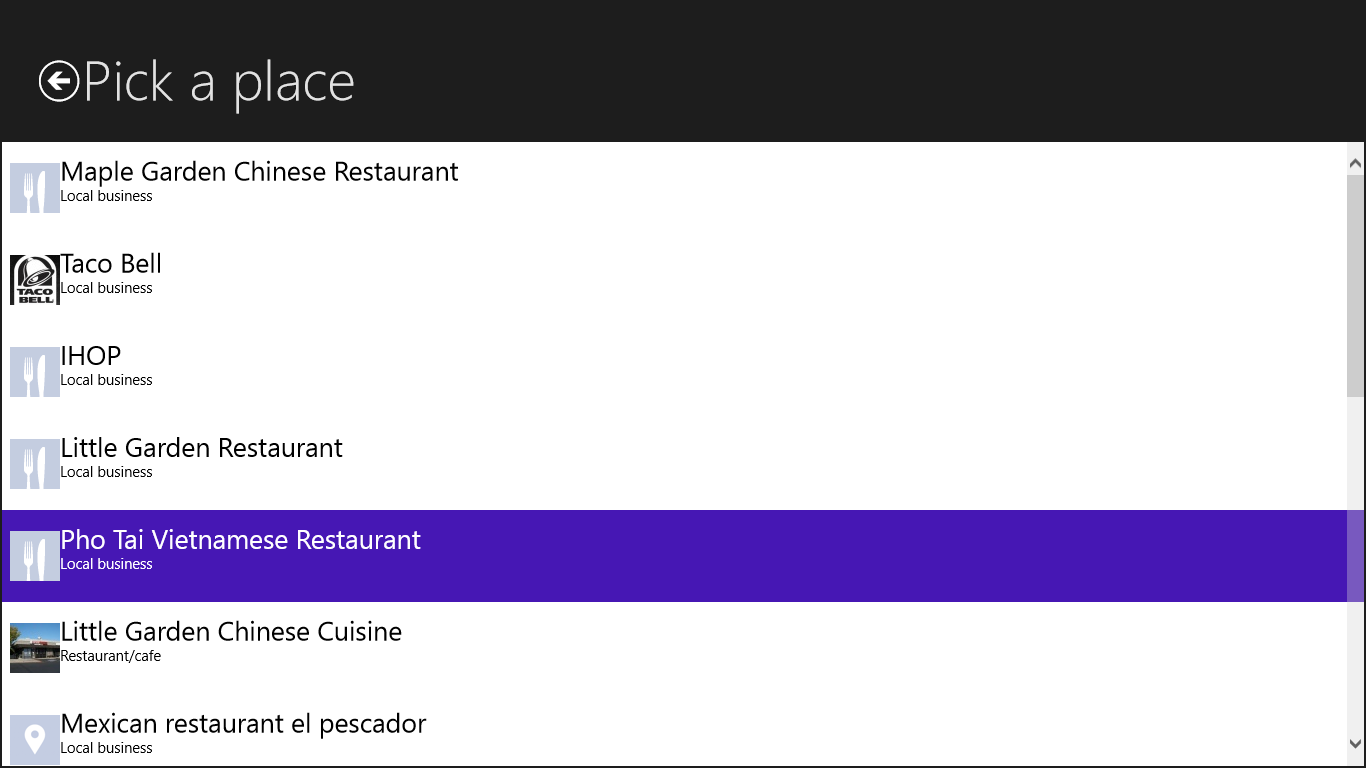 Pick a place
Maple Garden Chinese Restaurant
Local business
Taco Bell
Local business
TACO
BELL
IHOP
Local business
Little Garden Restaurant
Local business
Pho Tai Vietnamese Restaurant
Local business
Little Garden Chinese Cuisine
Restaurant/cafe
Mexican restaurant el pescador
Local business